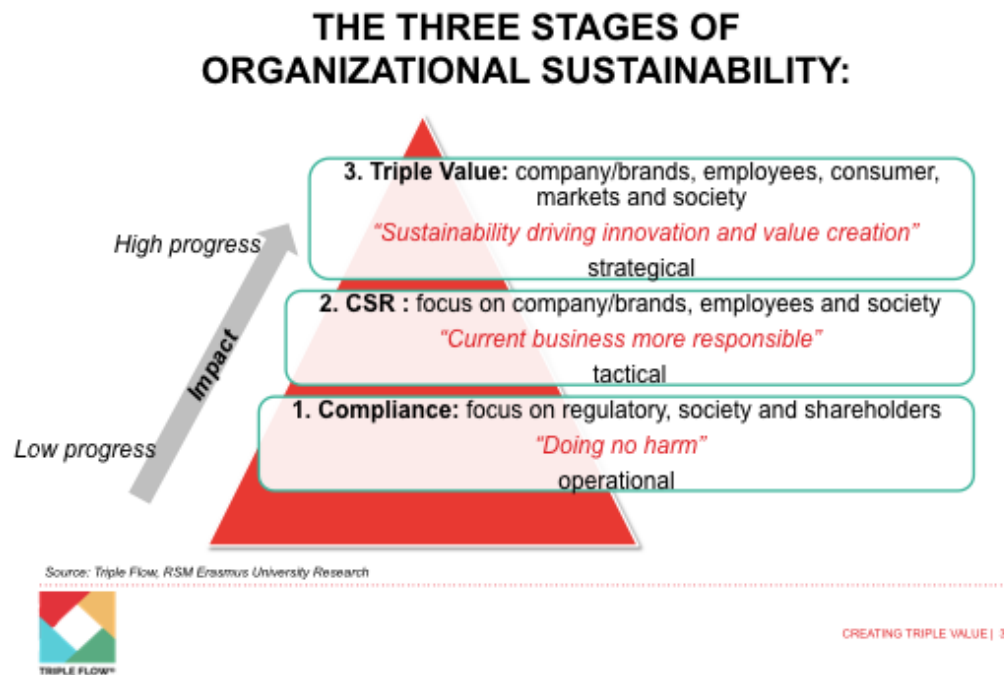 THE THREE STAGES OF
ORGANIZATIONAL SUSTAINABILITY:
3. Triple Value: company/brands, employees, consumer,
markets and society
“Sustainability driving innovation and value creation”
strategical
High progress
2. CSR : focus on company/brands, employees and society
“Current business more responsible”
tactical
Impact
1. Compliance: focus on regulatory, society and shareholders
“Doing no harm”
operational
Low progress
Source: Triple Flow, RSM Erasmus University Research
CREATING TRIPLE VALUE | 3
TRIPLE FLOW